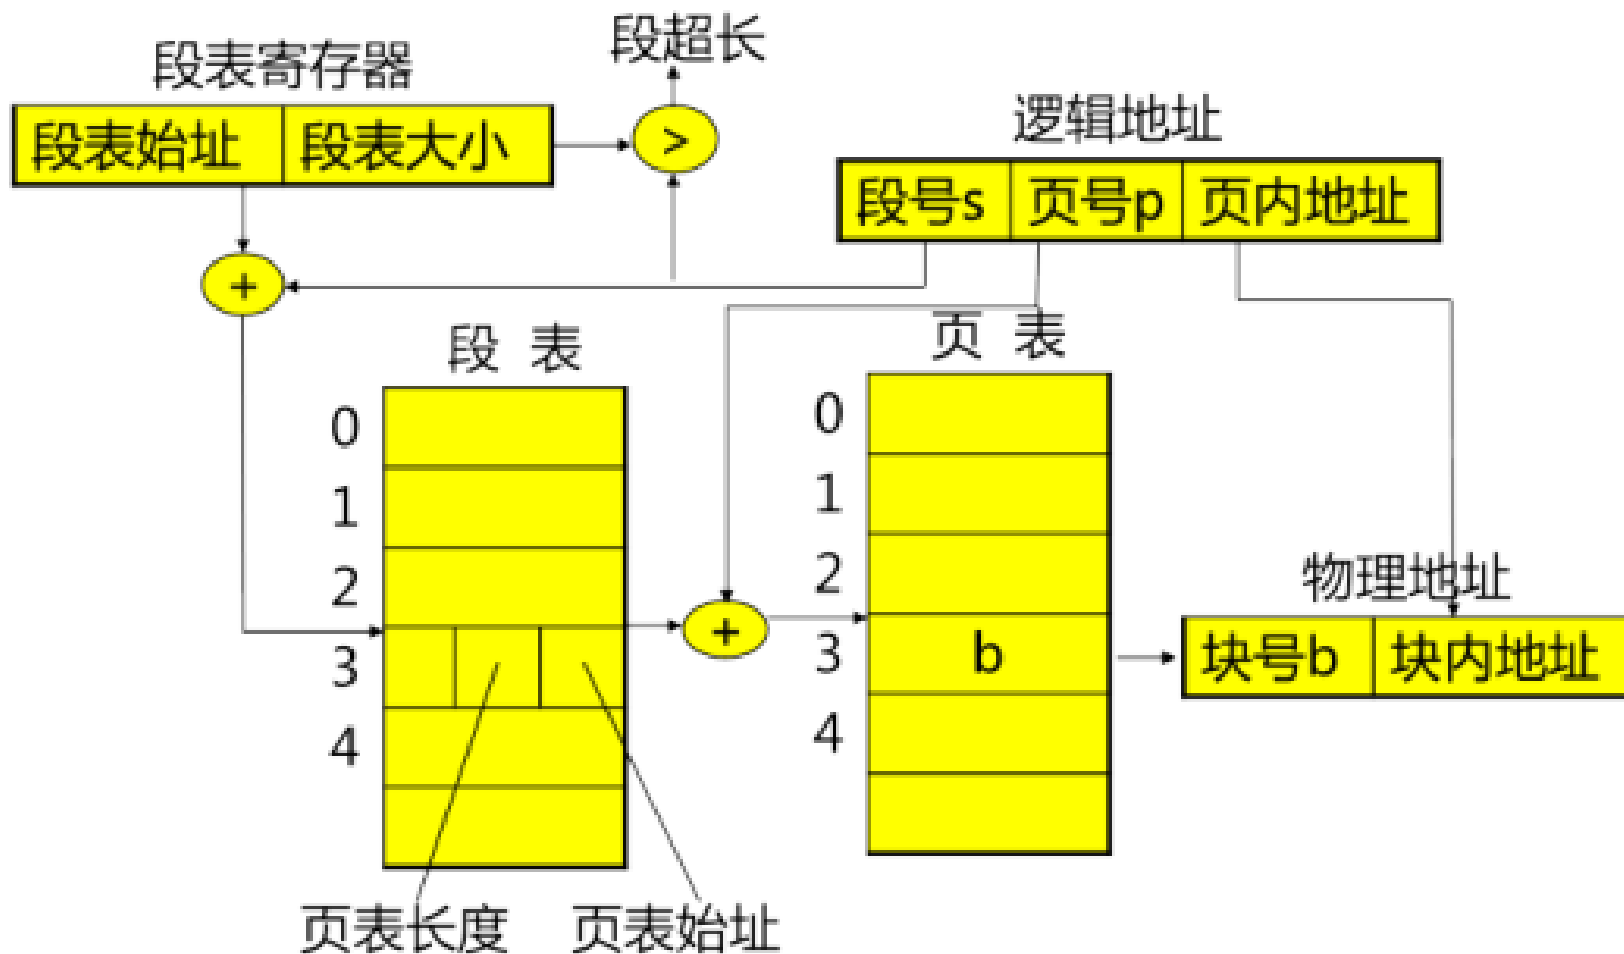 段超长
段表寄存器
段表始址 段表大小
>
逻辑地址
段号s 页号p 页内地址
+
段 表
页 表
0
1
2
3
4
+
0
1
2
3
4
b
物理地址
块号b 块内地址
页表长度 页表始址